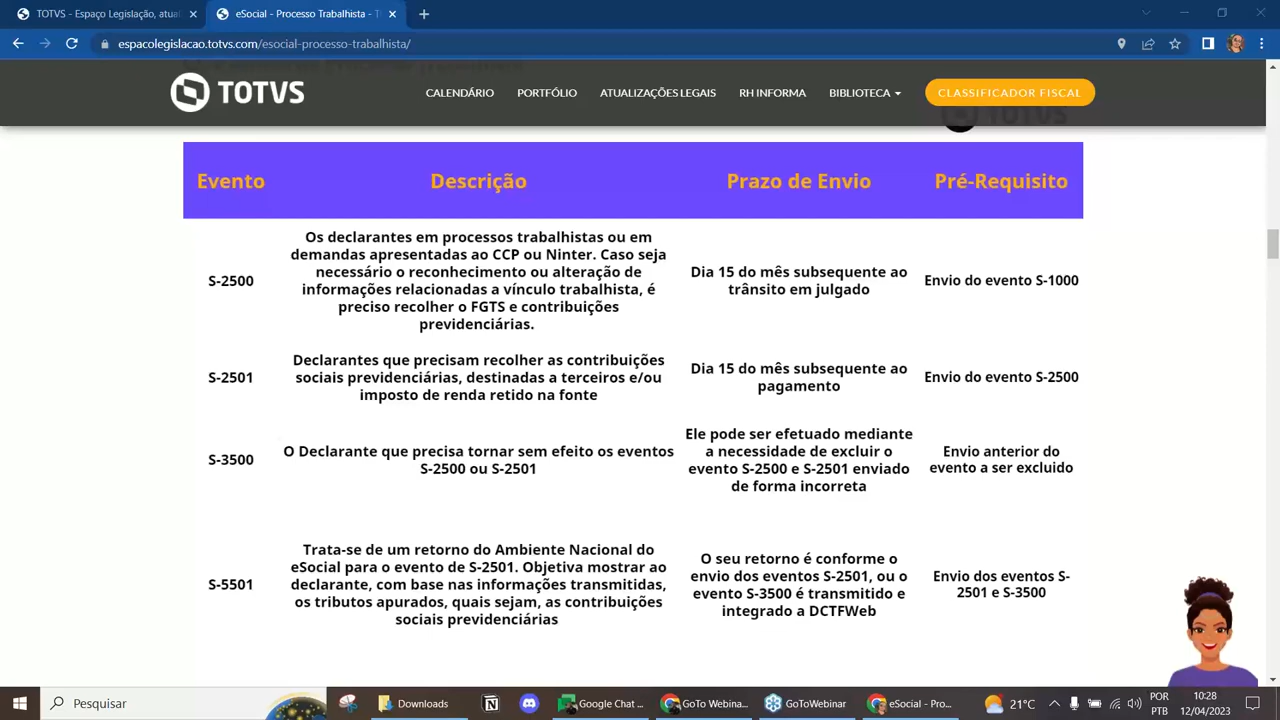 TOTVS - Espaço Legislação, atual
eSocial - Processo Trabalhista - T
espacolegislacao.totvs.com/esocial-processo-trabalhista/
TOTVS
CALENDÁRIO
PORTFÓLIO
ATUALIZAÇÕES LEGAIS
RH INFORMA
BIBLIOTECA
CLASSIFICADOR FISCAL
Evento
Descrição
Prazo de Envio
Pré-Requisito
S-2500
Os declarantes em processos trabalhistas ou em
demandas apresentadas ao CCP ou Ninter. Caso seja
necessário o reconhecimento ou alteração de
informações relacionadas a vínculo trabalhista, é
preciso recolher o FGTS e contribuições
previdenciárias.
Dia 15 do mês subsequente ao
trânsito em julgado
Envio do evento S-1000
S-2501
Declarantes que precisam recolher as contribuições
sociais previdenciárias, destinadas a terceiros e/ou
imposto de renda retido na fonte
Dia 15 do mês subsequente ao
pagamento
Envio do evento S-2500
S-3500
O Declarante que precisa tornar sem efeito os eventos
S-2500 ou S-2501
Ele pode ser efetuado mediante
a necessidade de excluir o
evento S-2500 e S-2501 enviado
de forma incorreta
Envio anterior do
evento a ser excluido
S-5501
Trata-se de um retorno do Ambiente Nacional do
eSocial para o evento de S-2501. Objetiva mostrar ao
declarante, com base nas informações transmitidas,
os tributos apurados, quais sejam, as contribuições
sociais previdenciárias
O seu retorno é conforme o
envio dos eventos S-2501, ou o
evento S-3500 é transmitido e
integrado a DCTFWeb
Envio dos eventos S-
2501 e S-3500
Pesquisar
Downloads
Google Chat ...
GoTo Webina...
GoToWebinar
eSocial - Pro...
21°C
POR
PTB
10:28
12/04/2023